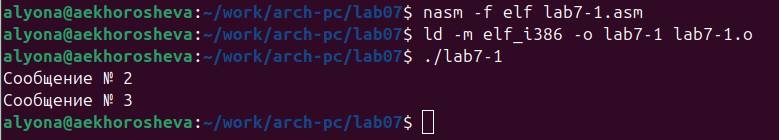 alyona@aekhorosheva:~/work/arch-pc/lab07$ nasm -f elf lab7-1.asm
alyona@aekhorosheva:~/work/arch-pc/lab07$ ld -m elf_i386 -o lab7-1 lab7-1.o
alyona@aekhorosheva:~/work/arch-pc/lab07$ ./lab7-1
Сообщение № 2
Сообщение № 3
alyona@aekhorosheva:~/work/arch-pc/lab07$